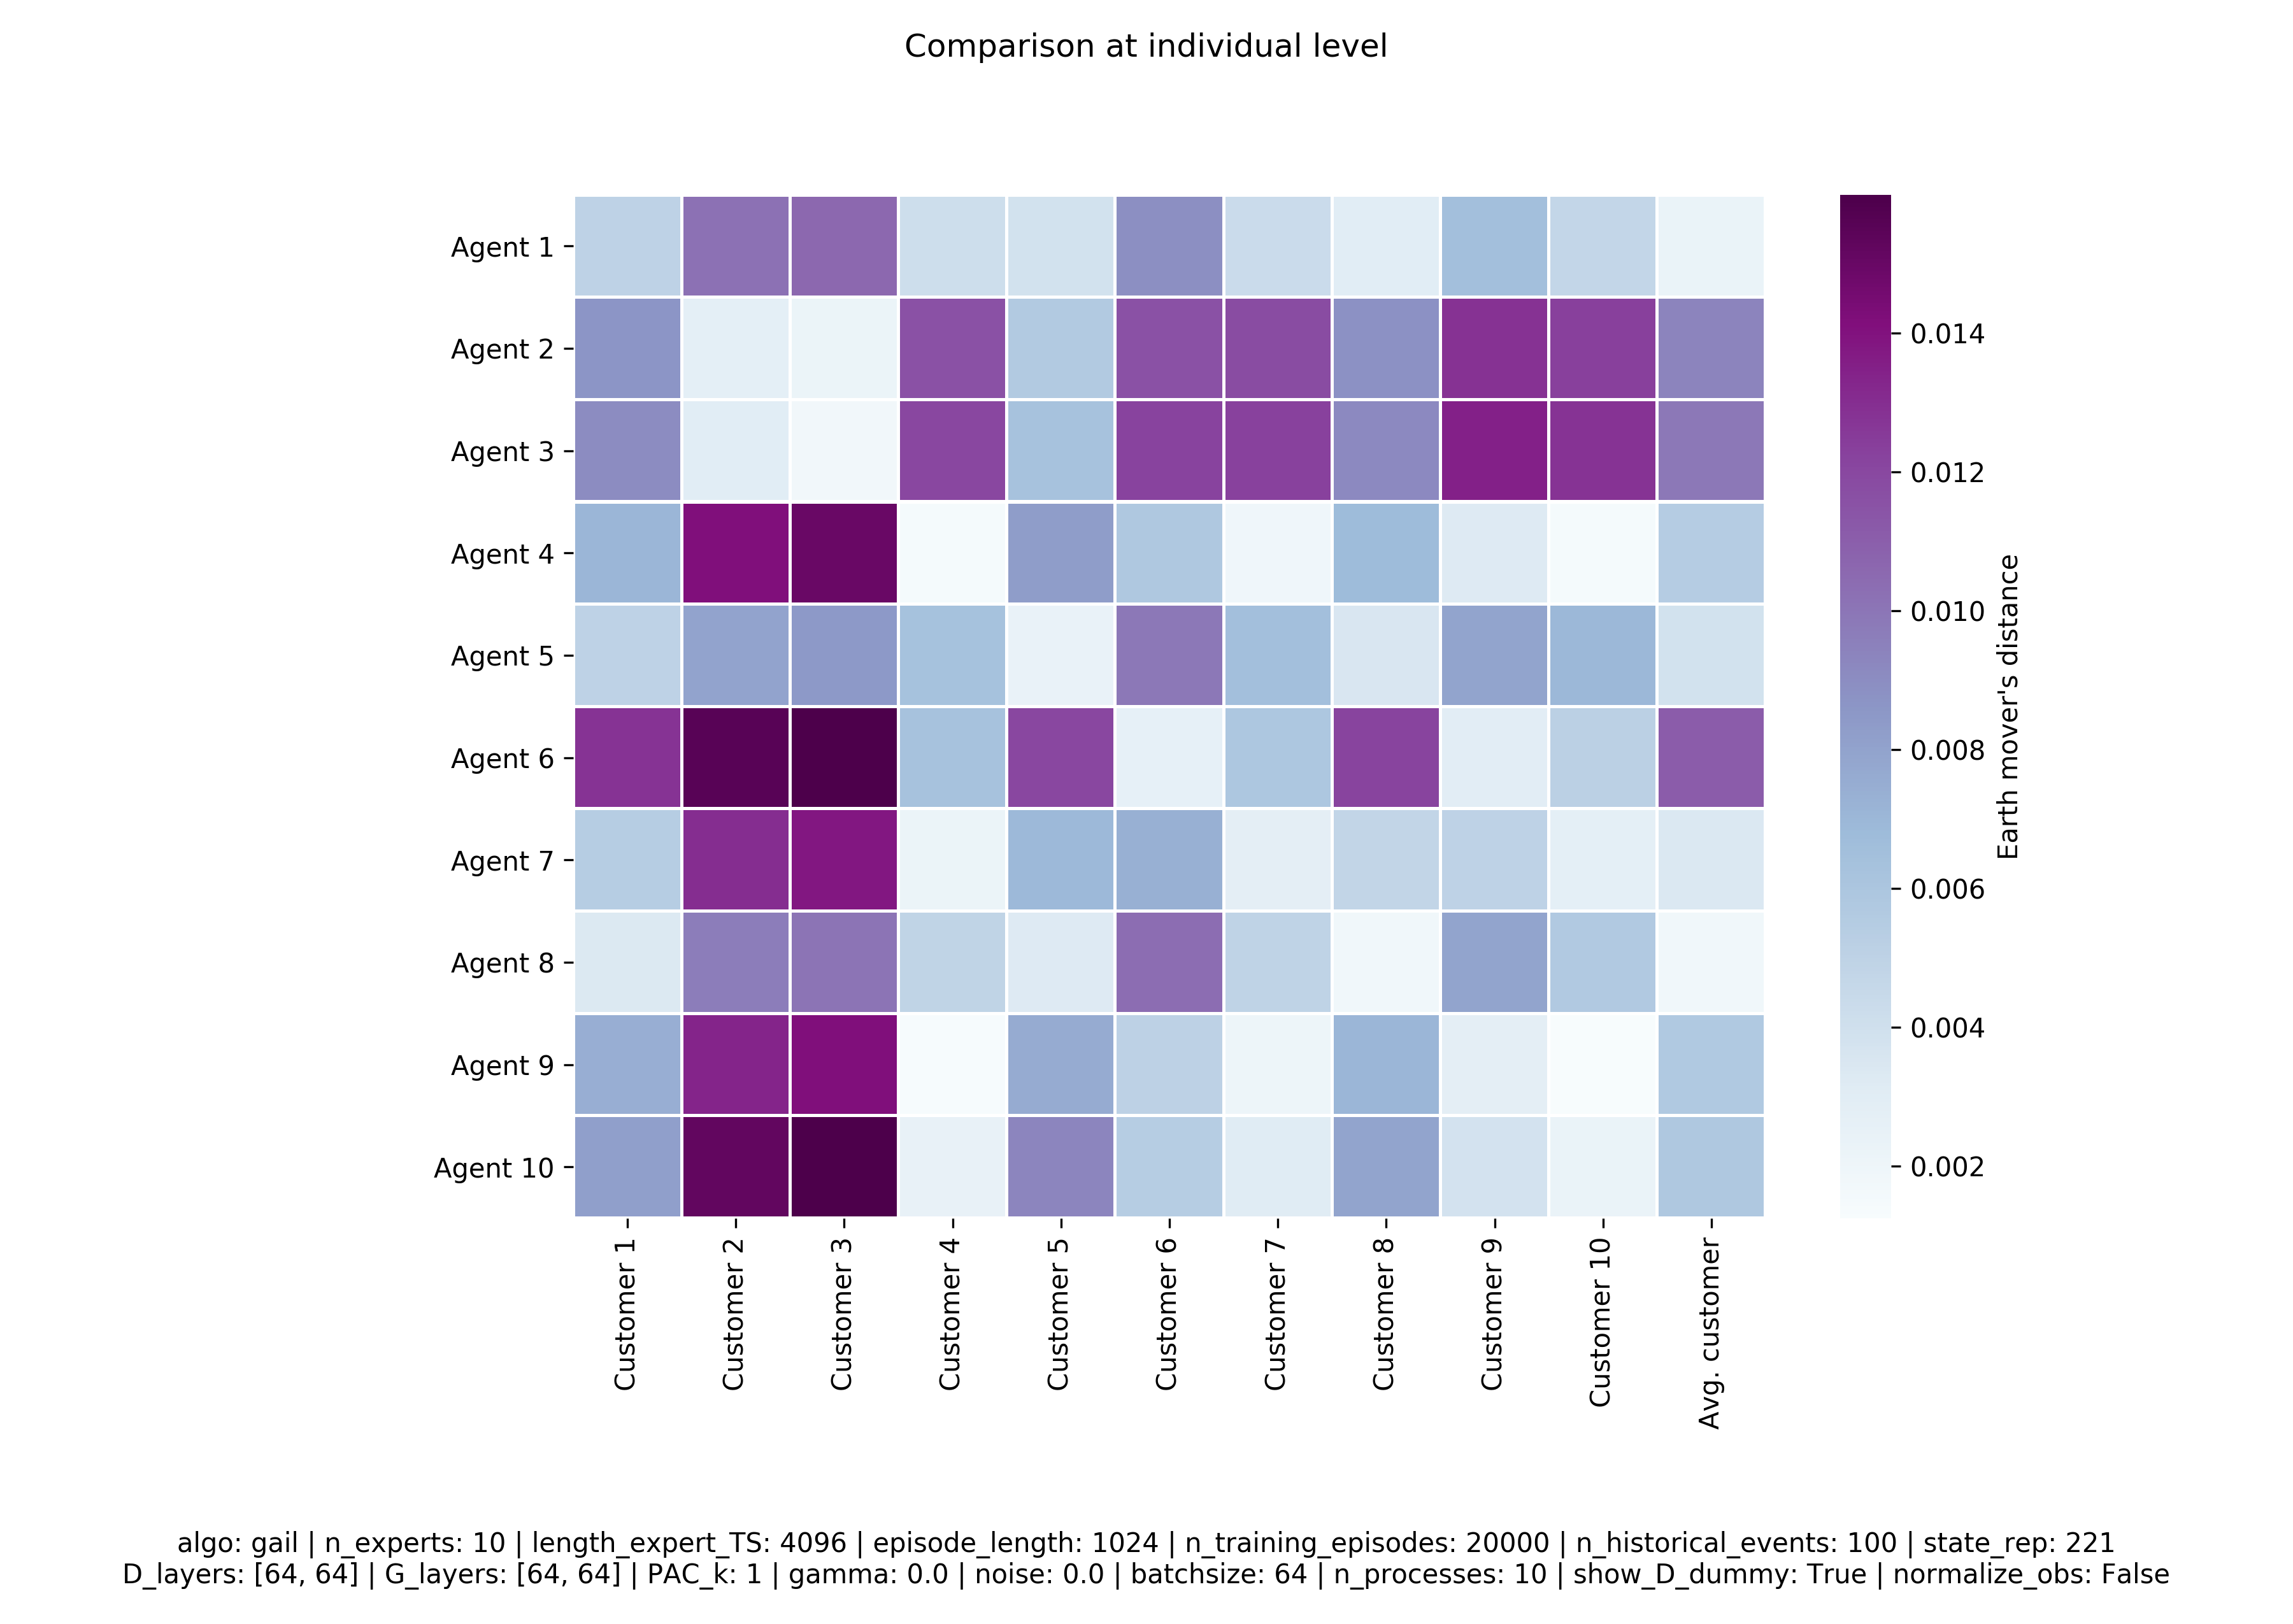 Comparison at individual level
Agent 1
Agent 2
Agent 3
Agent 4
Agent 5
Agent 6
Agent 7
Agent 8
Agent 9
Agent 10
Customer 1
Customer 2
Customer 3
Customer 4
Customer 5
Customer 6
Customer 7
Customer 8
Customer 9
Customer 10
Avg. customer
0.014
0.012
0.010
0.008
0.006
0.004
0.002
Earth mover's distance
algo: gail | n_experts: 10 | length_expert_TS: 4096 | episode_length: 1024 | n_training_episodes: 20000 | n_historical_events: 100 | state_rep: 221
D_layers: [64, 64] | G_layers: [64, 64] | PAC_k: 1 | gamma: 0.0 | noise: 0.0 | batchsize: 64 | n_processes: 10 | show_D_dummy: True | normalize_obs: False